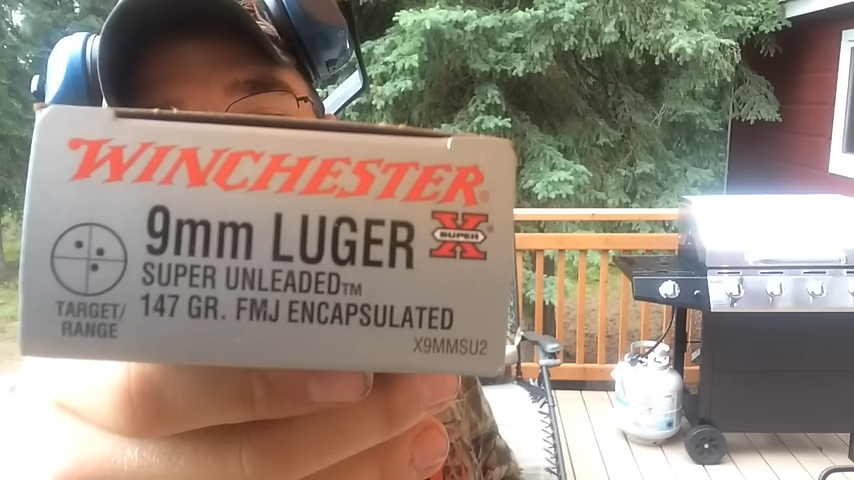 WINCHESTER®
9mm LUGER
X SUPER®
SUPER UNLEADED™
147 GR. FMJ ENCAPSULATED
TARGET/
RANGE
X9MMSU2